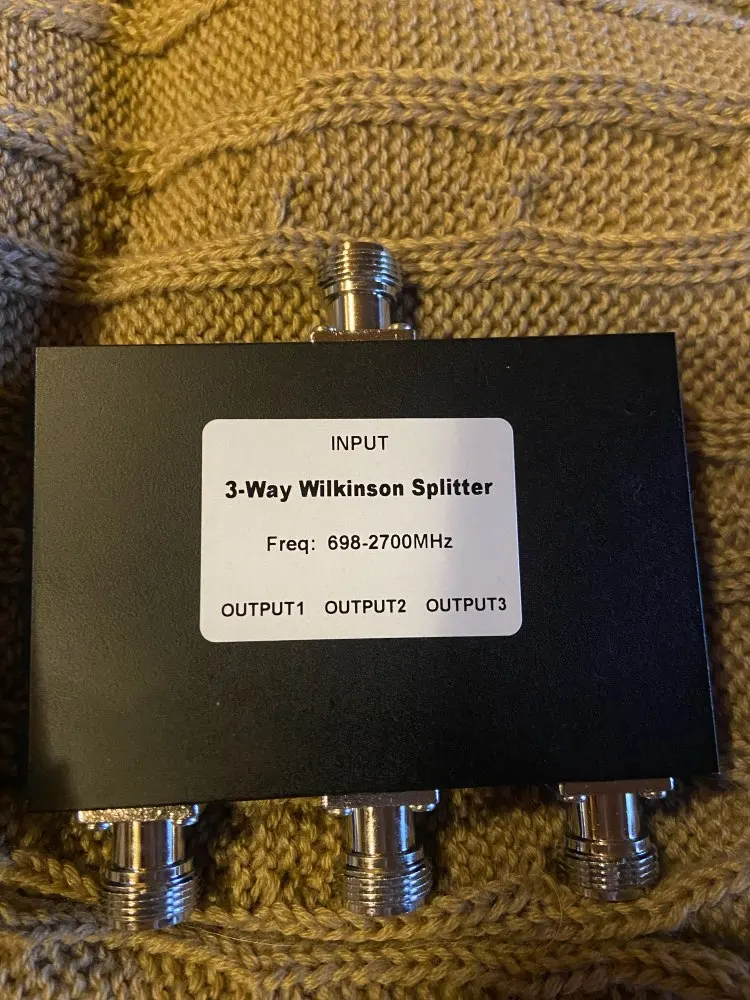 INPUT
3-Way Wilkinson Splitter
Freq: 698-2700MHz
OUTPUT1 OUTPUT2 OUTPUT3